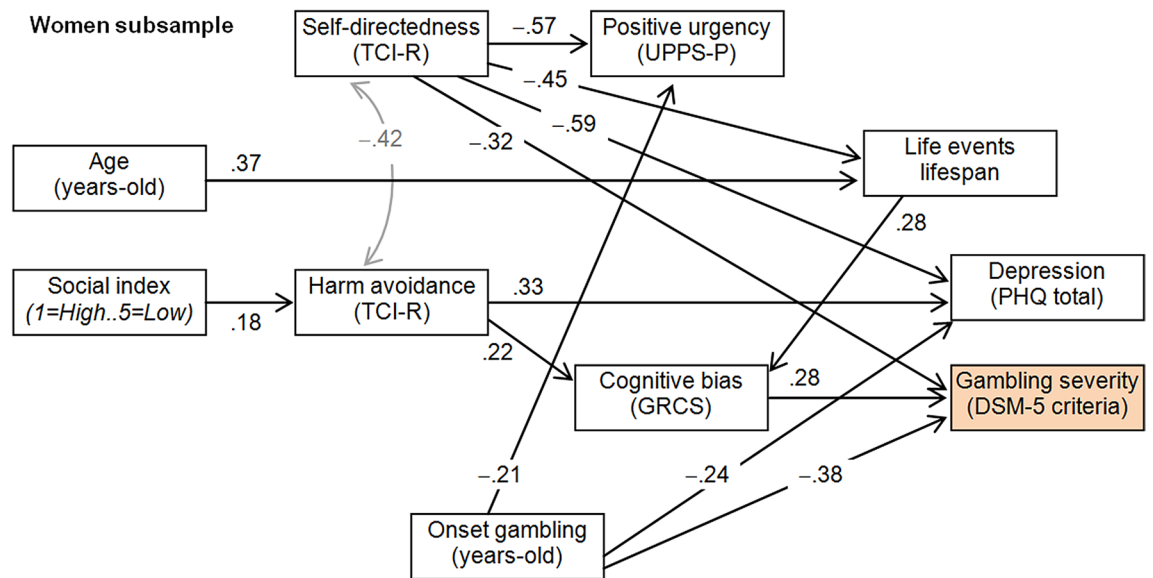 Women subsample
Self-directedness
(TCI-R)
−.57
Positive urgency
(UPPS-P)
−.45
−.59
−.32
−.42
Age
(years-old)
.37
Life events
lifespan
.28
Social index
(1=High..5=Low)
.18
Harm avoidance
(TCI-R)
.33
.22
Depression
(PHQ total)
Cognitive bias
(GRCS)
.28
Gambling severity
(DSM-5 criteria)
−.21
−.24
−.38
Onset gambling
(years-old)